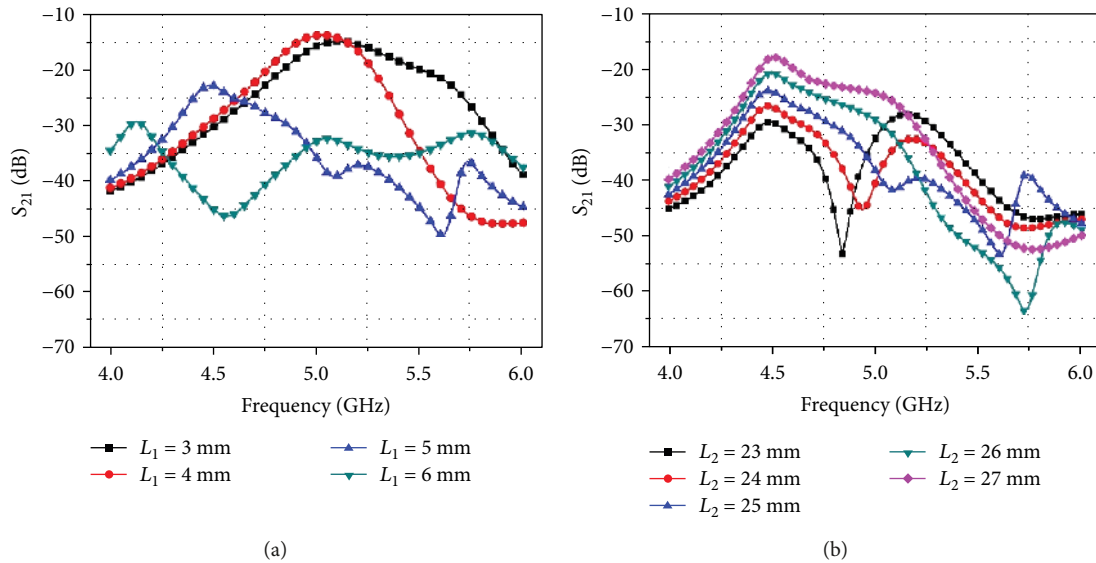 −10
−20
−30
−40
−50
−60
−70
S21 (dB)
4.0 4.5 5.0 5.5 6.0
Frequency (GHz)
L1 = 3 mm
L1 = 4 mm
L1 = 5 mm
L1 = 6 mm
(a)
−10
−20
−30
−40
−50
−60
−70
S21 (dB)
4.0 4.5 5.0 5.5 6.0
Frequency (GHz)
L2 = 23 mm
L2 = 24 mm
L2 = 25 mm
L2 = 26 mm
L2 = 27 mm
(b)